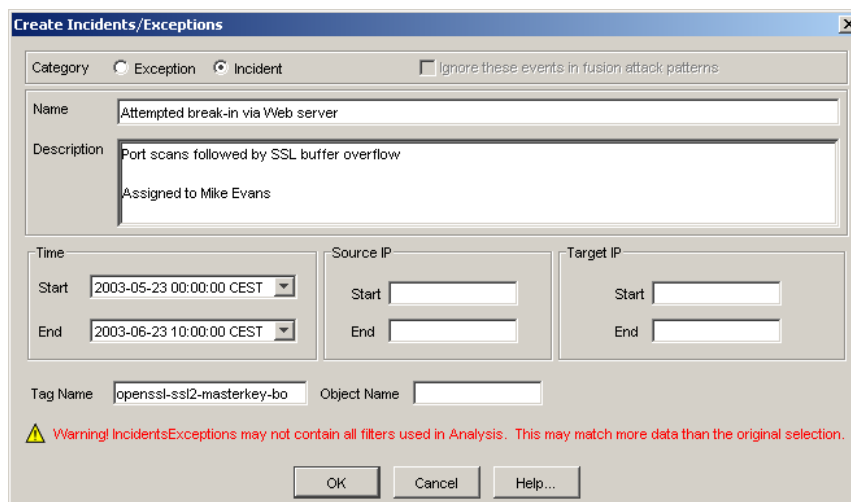 Create Incidents/Exceptions
Category Exception Incident Ignore these events in fusion attack patterns
Name Attempted break-in via Web server
Description Port scans followed by SSL buffer overflow
Assigned to Mike Evans
Time Source IP Target IP
Start 2003-05-23 00:00:00 CEST Start Start
End 2003-06-23 10:00:00 CEST End End
Tag Name openssl-ssl2-masterkey-bo Object Name
Warning! IncidentsExceptions may not contain all filters used in Analysis. This may match more data than the original selection.
OK Cancel Help...